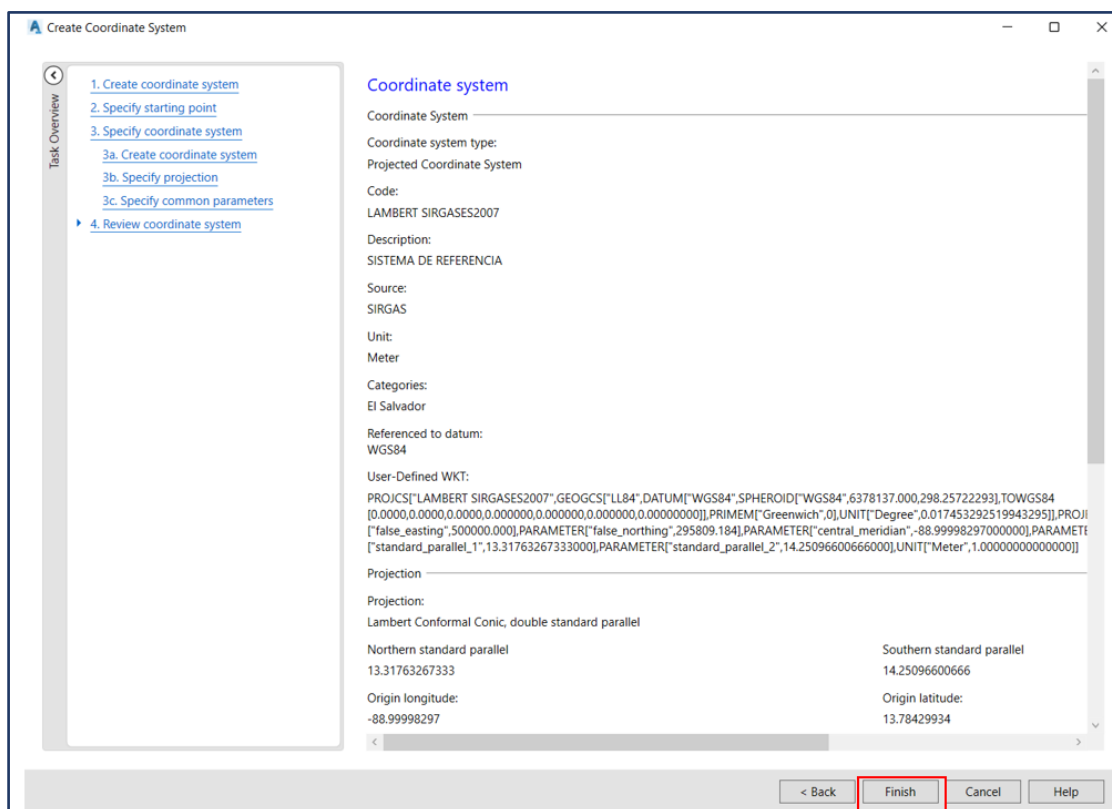 Create Coordinate System
Task Overview
1. Create coordinate system
2. Specify starting point
3. Specify coordinate system
3a. Create coordinate system
3b. Specify projection
3c. Specify common parameters
4. Review coordinate system
Coordinate system
Coordinate System
Coordinate system type:
Projected Coordinate System
Code:
LAMBERT SIRGASES2007
Description:
SISTEMA DE REFERENCIA
Source:
SIRGAS
Unit:
Meter
Categories:
El Salvador
Referenced to datum:
WGS84
User-Defined WKT:
PROJCS["LAMBERT SIRGASES2007",GEOGCS["LL84",DATUM["WGS84",SPHEROID["WGS84",6378137.000,298.25722293],TOWGS84
[0.0000,0.0000,0.0000,0.000000,0.000000,0.000000,0.00000000]],PRIMEM["Greenwich",0],UNIT["Degree",0.017453292519943295]],PROJ
["false_easting",500000.000],PARAMETER["false_northing",295809.184],PARAMETER["central_meridian",-88.99998297000000],PARAMETE
["standard_parallel_1",13.31763267333000],PARAMETER["standard_parallel_2",14.25096600666000],UNIT["Meter",1.00000000000000]]
Projection
Projection:
Lambert Conformal Conic, double standard parallel
Northern standard parallel Southern standard parallel
13.31763267333 14.25096600666
Origin longitude: Origin latitude:
-88.99998297 13.78429934
< Back Finish Cancel Help